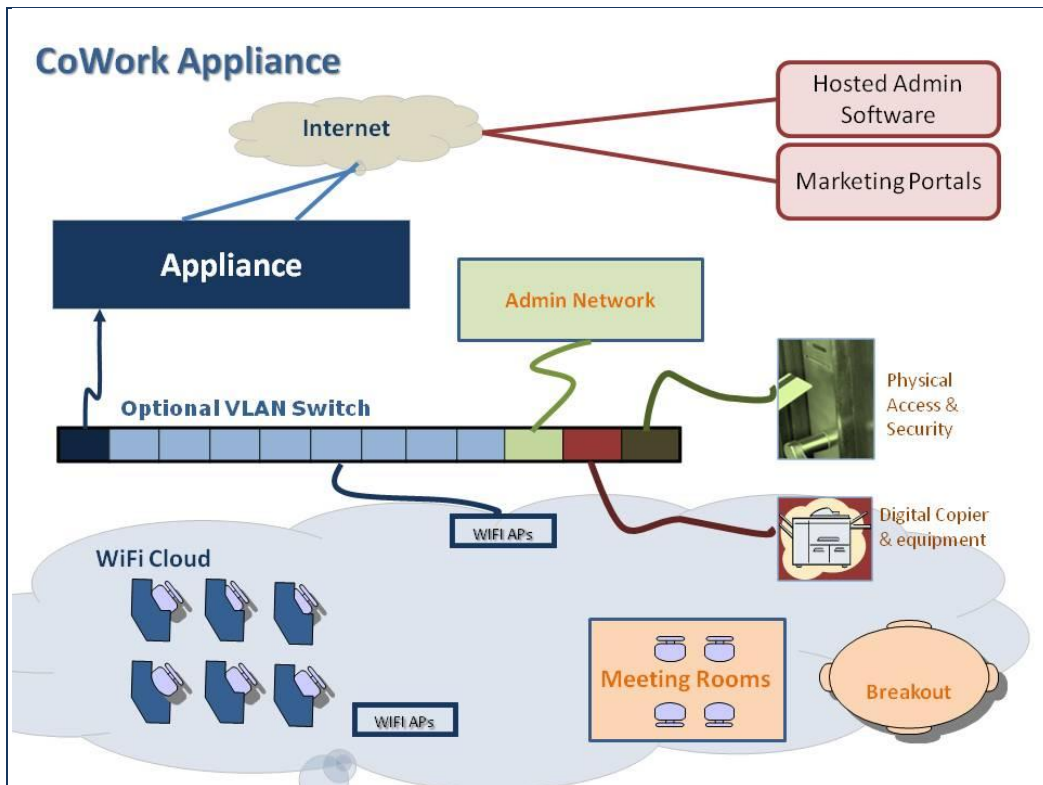 CoWork Appliance
Internet
Hosted Admin
Software
Marketing Portals
Appliance
Admin Network
Physical
Access &
Security
Optional VLAN Switch
WIFI APs
Digital Copier
& equipment
WiFi Cloud
Meeting Rooms
Breakout
WIFI APs